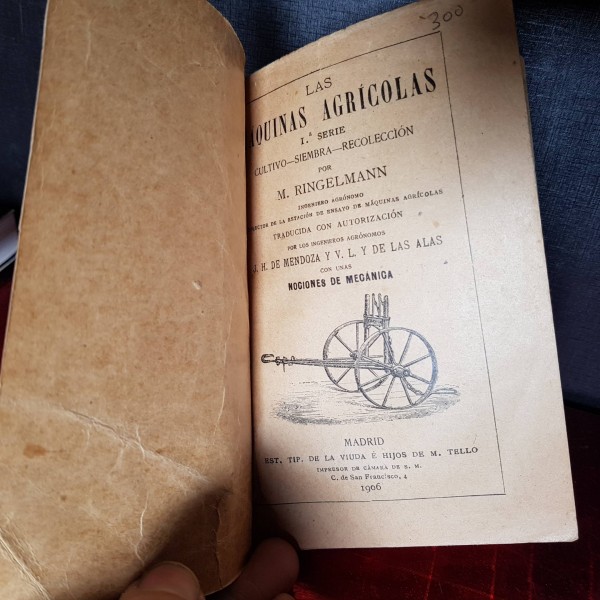 300
LAS
QUINAS AGRÍCOLAS
1.ª SERIE
CULTIVO—SIEMBRA—RECOLECCIÓN
POR
M. RINGELMANN
INGENIERO AGRÓNOMO
DE LA ESTACIÓN DE ENSAYO DE MÁQUINAS AGRÍCOLAS
TRADUCIDA CON AUTORIZACIÓN
POR LOS INGENIEROS AGRÓNOMOS
J. H. DE MENDOZA Y V. L. Y DE LAS ALAS
CON UNAS
NOCIONES DE MECÁNICA
MADRID
EST. TIP. DE LA VIUDA É HIJOS DE M. TELLO
IMPRESOR DE CÁMARA DE S. M.
C. de San Francisco, 4
1906